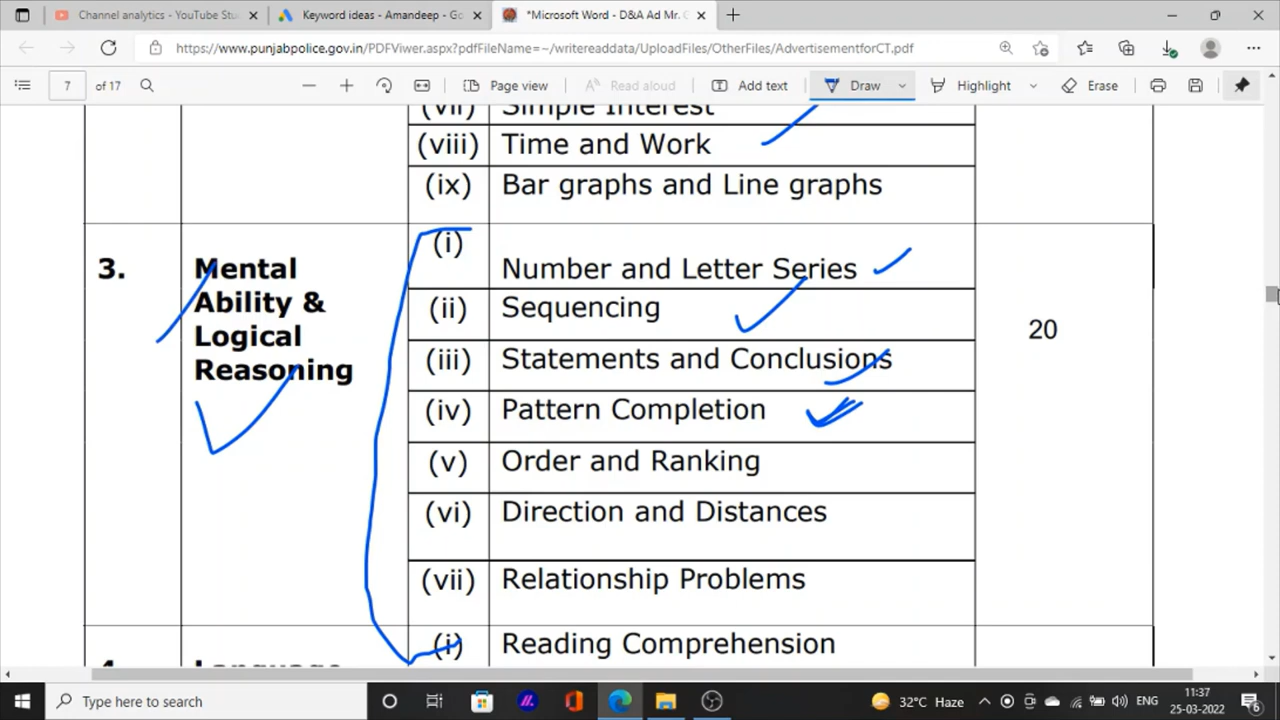 Channel analytics - YouTube Stu
Keyword ideas - Amandeep - Go
*Microsoft Word - D&A Ad Mr.
https://www.punjabpolice.gov.in/PDFViwer.aspx?pdfFileName=~/writereaddata/UploadFiles/OtherFiles/AdvertisementforCT.pdf
7 of 17
Page view
Read aloud
Add text
Draw
Highlight
Erase
(vii) Simple Interest
(viii) Time and Work
(ix) Bar graphs and Line graphs
3. Mental Ability & Logical Reasoning
(i) Number and Letter Series
(ii) Sequencing
(iii) Statements and Conclusions
(iv) Pattern Completion
(v) Order and Ranking
(vi) Direction and Distances
(vii) Relationship Problems
20
(i) Reading Comprehension
4. Language
Type here to search
32°C Haze
ENG
11:37
25-03-2022
6